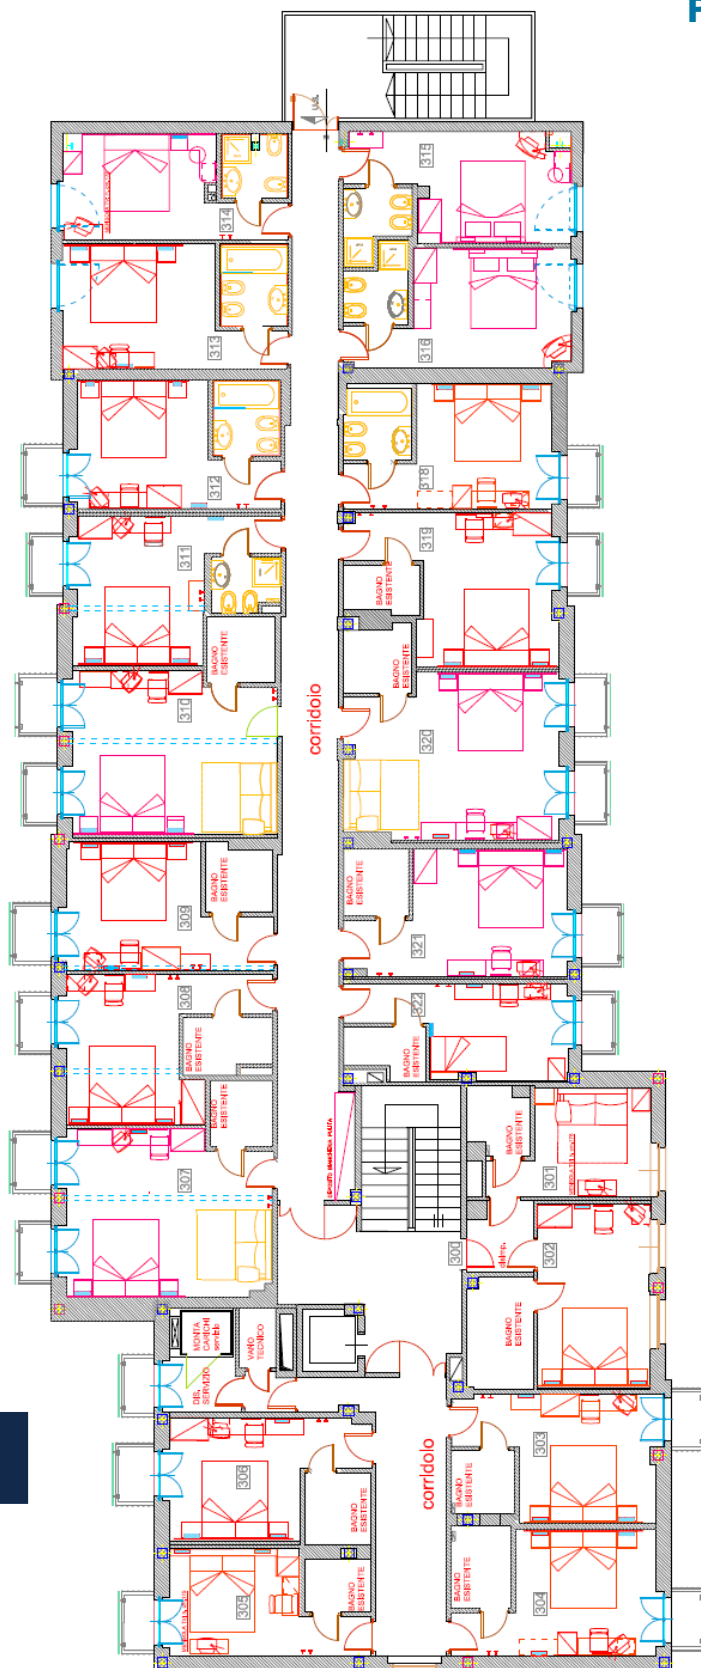 F
U.S.
315
314
313
316
312
318
311
319
BAGNO
ESISTENTE
BAGNO
ESISTENTE
BAGNO
ESISTENTE
310
corridoio
320
BAGNO
ESISTENTE
BAGNO
ESISTENTE
309
321
308
322
BAGNO
ESISTENTE
BAGNO
ESISTENTE
BAGNO
ESISTENTE
307
BAGNO
ESISTENTE
301
300
disimp.
302
BAGNO
ESISTENTE
MONTA
CARICHI
servizio
VANO
TECNICO
DIS.
SERVIZIO
303
306
corridoio
BAGNO
ESISTENTE
BAGNO
ESISTENTE
305
BAGNO
ESISTENTE
BAGNO
ESISTENTE
304